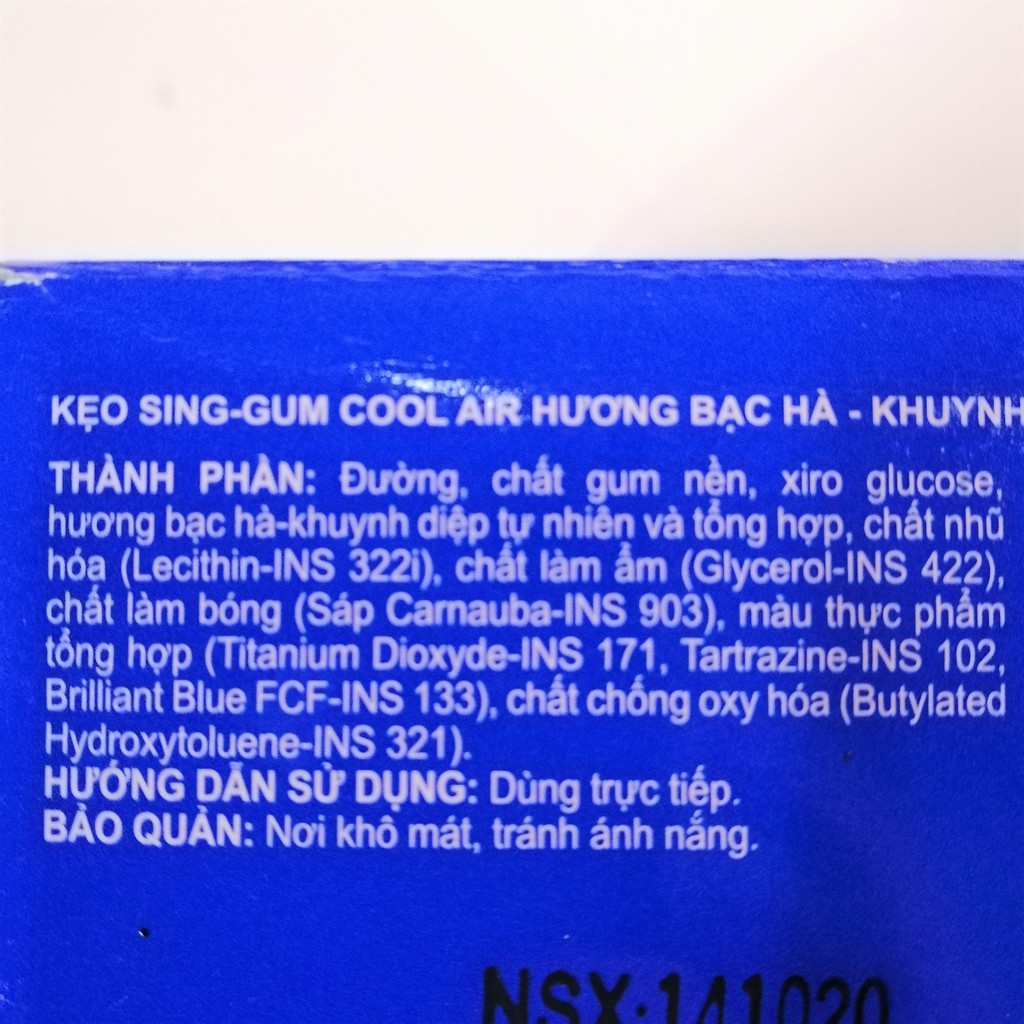 KẸO SING-GUM COOL AIR HƯƠNG BẠC HÀ - KHUYNH
THÀNH PHẦN: Đường, chất gum nền, xiro glucose,
hương bạc hà-khuynh diệp tự nhiên và tổng hợp, chất nhũ
hóa (Lecithin-INS 322i), chất làm ẩm (Glycerol-INS 422),
chất làm bóng (Sáp Carnauba-INS 903), màu thực phẩm
tổng hợp (Titanium Dioxyde-INS 171, Tartrazine-INS 102,
Brilliant Blue FCF-INS 133), chất chống oxy hóa (Butylated
Hydroxytoluene-INS 321).
HƯỚNG DẪN SỬ DỤNG: Dùng trực tiếp.
BẢO QUẢN: Nơi khô mát, tránh ánh nắng.
NSX:141020